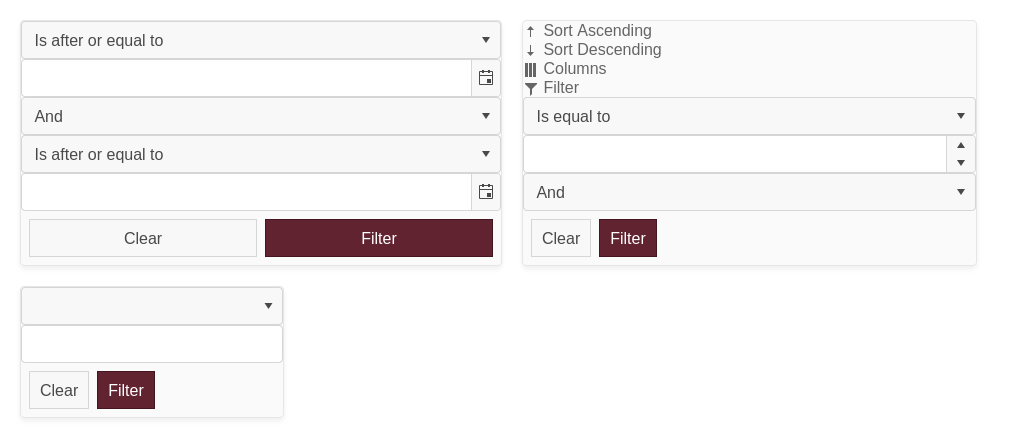 Is after or equal to
And
Is after or equal to
Clear
Filter
Sort Ascending
Sort Descending
Columns
Filter
Is equal to
And
Clear
Filter
Clear
Filter